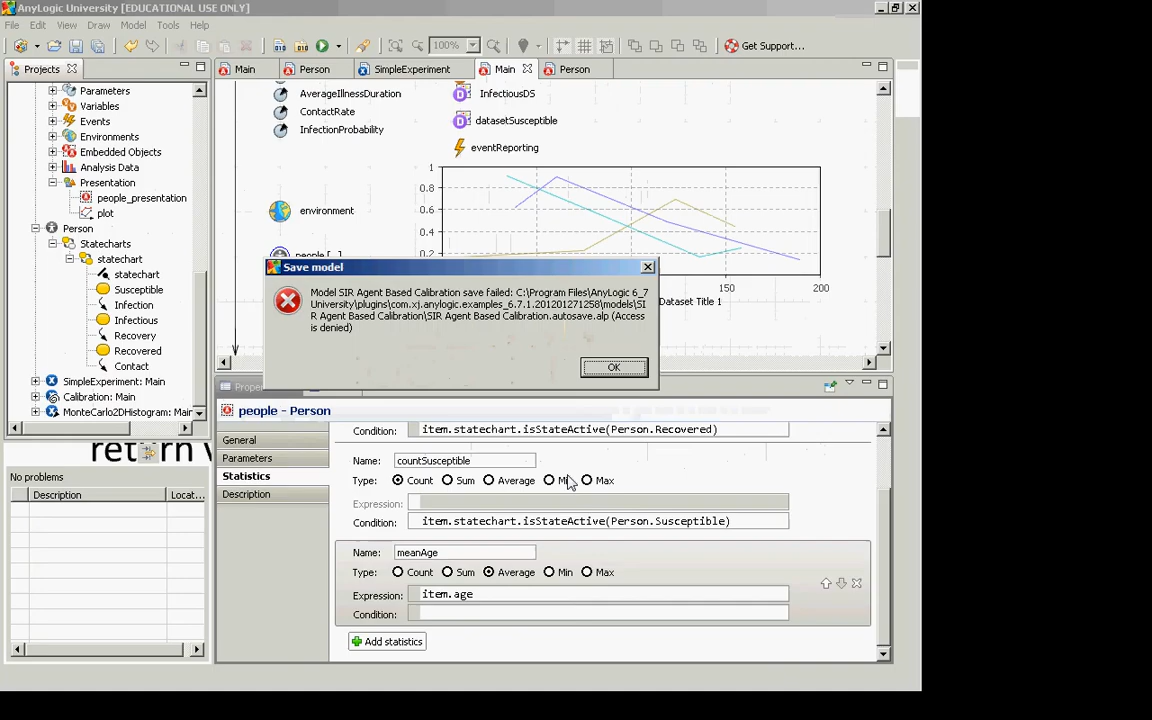 AnyLogic University (EDUCATIONAL USE ONLY)
File Edit View Draw Model Tools Help
100% Get Support...
Projects
Main Person SimpleExperiment Main Person
Parameters
Variables
Events
Environments
Embedded Objects
Analysis Data
Presentation
people_presentation
plot
Person
Statecharts
statechart
statechart
Susceptible
Infection
Infectious
Recovery
Recovered
Contact
SimpleExperiment: Main
Calibration: Main
MonteCarlo2DHistogram: Main
AverageIllnessDuration
ContactRate
InfectionProbability
environment
people [..]
InfectiousDS
datasetSusceptible
eventReporting
1
0.8
0.6
0.4
0.2
150
200
Dataset Title 1
Save model
Model SIR Agent Based Calibration save failed: C:\Program Files\AnyLogic 6_7
University\plugins\com.xj.anylogic.examples_6.7.1.201201271258\models\SI
R Agent Based Calibration\SIR Agent Based Calibration.autosave.alp (Access
is denied)
OK
No problems
Description Locat...
people - Person
General
Parameters
Statistics
Description
Condition: item.statechart.isStateActive(Person.Recovered)
Name: countSusceptible
Type: Count Sum Average Min Max
Expression:
Condition: item.statechart.isStateActive(Person.Susceptible)
Name: meanAge
Type: Count Sum Average Min Max
Expression: item.age
Condition:
Add statistics